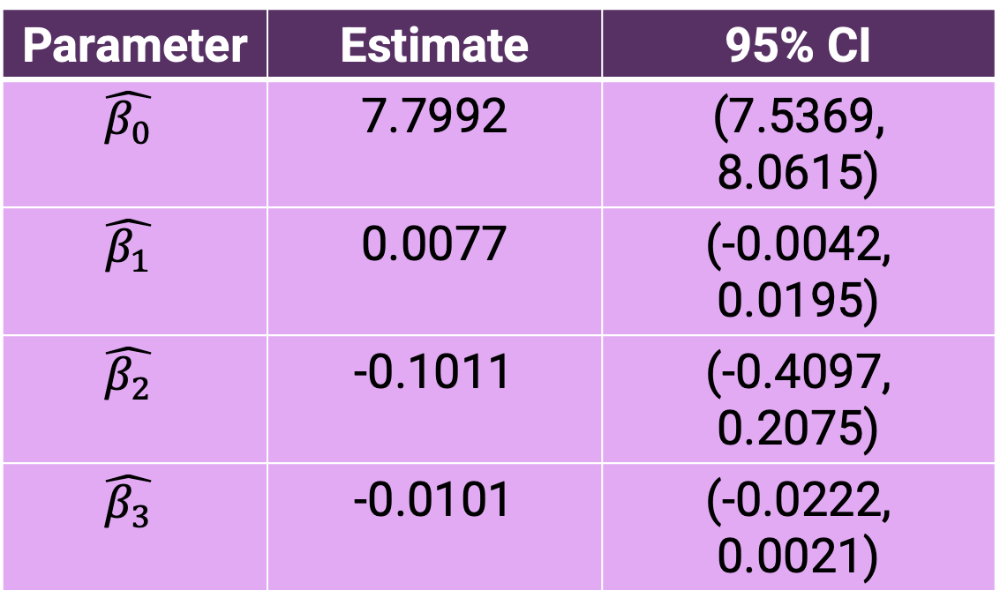 Parameter Estimate 95% CI
$\widehat{\beta_0}$ 7.7992 (7.5369,
8.0615)
$\widehat{\beta_1}$ 0.0077 (-0.0042,
0.0195)
$\widehat{\beta_2}$ -0.1011 (-0.4097,
0.2075)
$\widehat{\beta_3}$ -0.0101 (-0.0222,
0.0021)